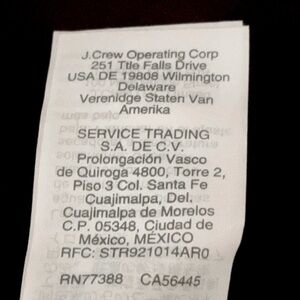 J.Crew Operating Corp
251 Ttle Falls Drive
USA DE 19808 Wilmington
Delaware
Verenidge Staten Van
Amerika
SERVICE TRADING
S.A. DE C.V.
Prolongación Vasco
de Quiroga 4800, Torre 2,
Piso 3 Col. Santa Fe
Cuajimalpa, Del.
Cuajimalpa de Morelos
C.P. 05348, Ciudad de
México, MÉXICO
RFC: STR921014AR0
RN77388 CA56445